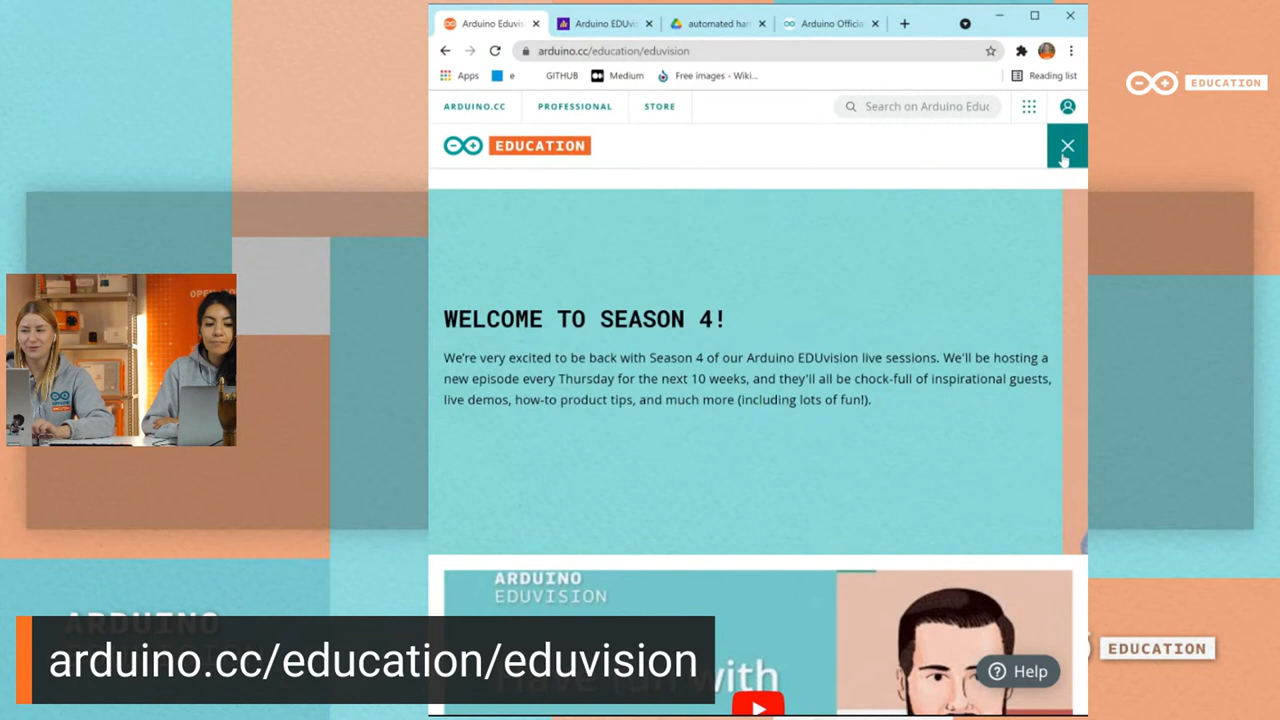 Arduino Eduvis
Arduino EDUvi
automated han
Arduino Officia
arduino.cc/education/eduvision
Apps
e
GITHUB
Medium
Free images - Wiki...
Reading list
EDUCATION
ARDUINO.CC
PROFESSIONAL
STORE
Search on Arduino Educ
EDUCATION
WELCOME TO SEASON 4!
We're very excited to be back with Season 4 of our Arduino EDUvision live sessions. We'll be hosting a
new episode every Thursday for the next 10 weeks, and they'll all be chock-full of inspirational guests,
live demos, how-to product tips, and much more (including lots of fun!).
ARDUINO
EDUVISION
ARDUINO
with
Help
EDUCATION
arduino.cc/education/eduvision